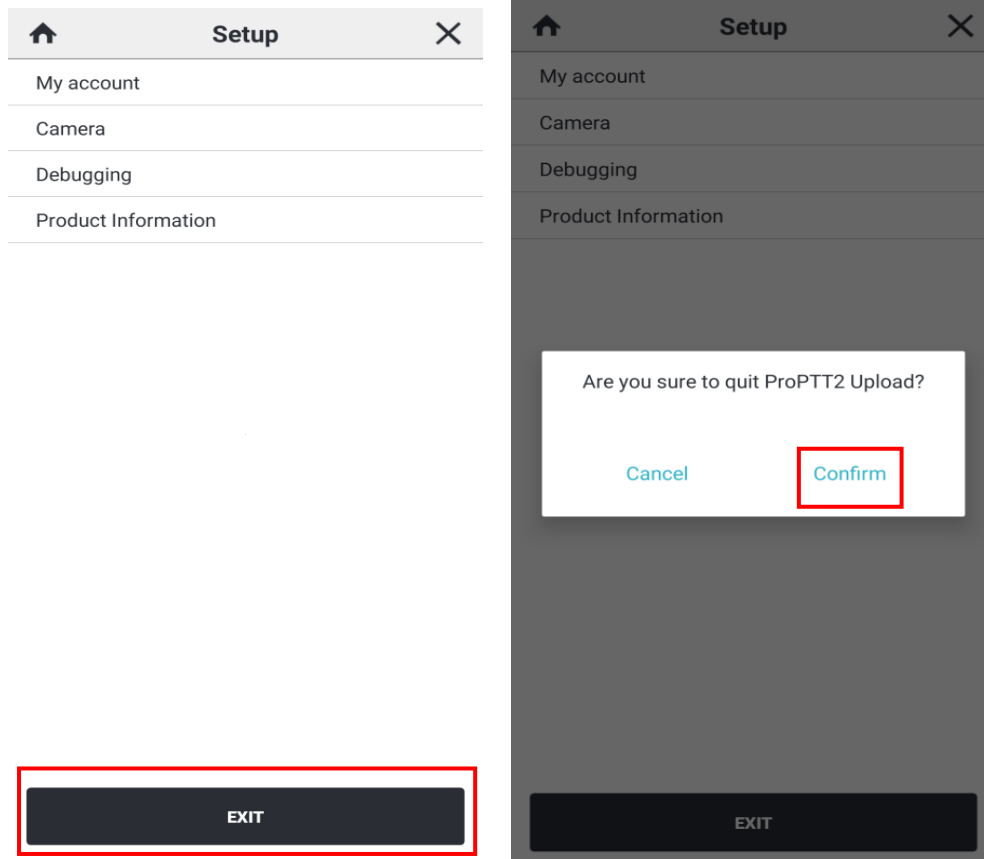 Setup
My account
Camera
Debugging
Product Information
EXIT
Setup
My account
Camera
Debugging
Product Information
Are you sure to quit ProPTT2 Upload?
Cancel Confirm
EXIT